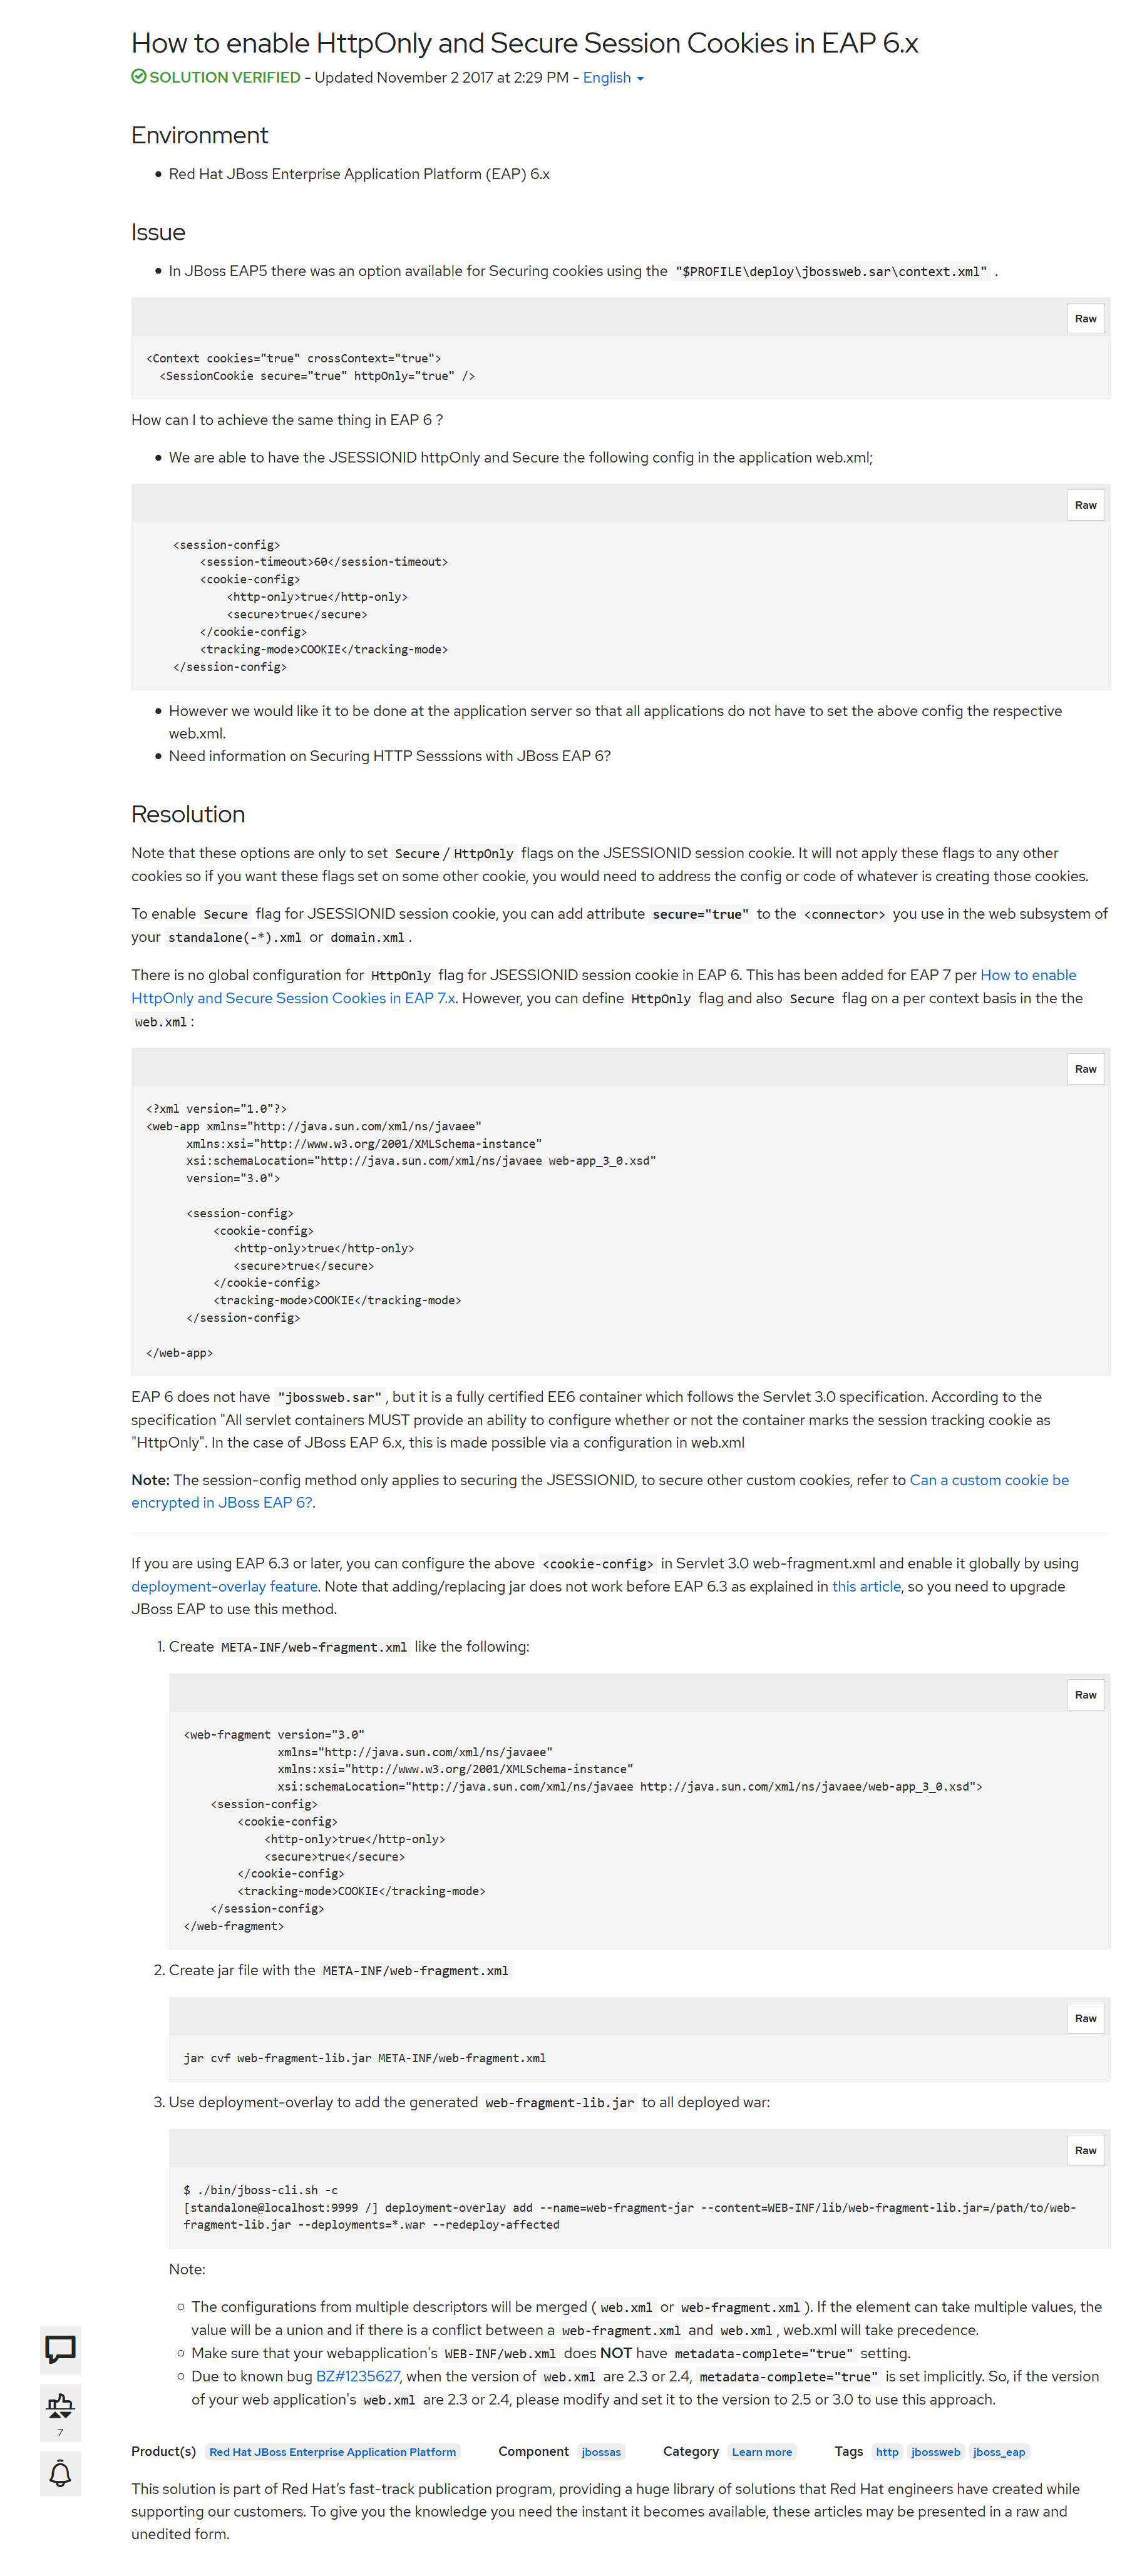 How to enable HttpOnly and Secure Session Cookies in EAP 6.x
SOLUTION VERIFIED - Updated November 2 2017 at 2:29 PM - English
Environment
• Red Hat JBoss Enterprise Application Platform (EAP) 6.x
Issue
• In JBoss EAP5 there was an option available for Securing cookies using the "$PROFILE\deploy\jbossweb.sar\context.xml" .
Raw
<Context cookies="true" crossContext="true">
  <SessionCookie secure="true" httpOnly="true" />
How can I to achieve the same thing in EAP 6 ?
• We are able to have the JSESSIONID httpOnly and Secure the following config in the application web.xml;
Raw
    <session-config>
        <session-timeout>60</session-timeout>
        <cookie-config>
            <http-only>true</http-only>
            <secure>true</secure>
        </cookie-config>
        <tracking-mode>COOKIE</tracking-mode>
    </session-config>
• However we would like it to be done at the application server so that all applications do not have to set the above config the respective
web.xml.
• Need information on Securing HTTP Sesssions with JBoss EAP 6?
Resolution
Note that these options are only to set Secure / HttpOnly flags on the JSESSIONID session cookie. It will not apply these flags to any other
cookies so if you want these flags set on some other cookie, you would need to address the config or code of whatever is creating those cookies.
To enable Secure flag for JSESSIONID session cookie, you can add attribute secure="true" to the <connector> you use in the web subsystem of
your standalone(-*).xml or domain.xml .
There is no global configuration for HttpOnly flag for JSESSIONID session cookie in EAP 6. This has been added for EAP 7 per How to enable
HttpOnly and Secure Session Cookies in EAP 7.x. However, you can define HttpOnly flag and also Secure flag on a per context basis in the the
web.xml :
Raw
<?xml version="1.0"?>
<web-app xmlns="http://java.sun.com/xml/ns/javaee"
      xmlns:xsi="http://www.w3.org/2001/XMLSchema-instance"
      xsi:schemaLocation="http://java.sun.com/xml/ns/javaee web-app_3_0.xsd"
      version="3.0">
      <session-config>
          <cookie-config>
             <http-only>true</http-only>
             <secure>true</secure>
          </cookie-config>
          <tracking-mode>COOKIE</tracking-mode>
      </session-config>
</web-app>
EAP 6 does not have "jbossweb.sar" , but it is a fully certified EE6 container which follows the Servlet 3.0 specification. According to the
specification "All servlet containers MUST provide an ability to configure whether or not the container marks the session tracking cookie as
"HttpOnly". In the case of JBoss EAP 6.x, this is made possible via a configuration in web.xml
Note: The session-config method only applies to securing the JSESSIONID, to secure other custom cookies, refer to Can a custom cookie be
encrypted in JBoss EAP 6?.
If you are using EAP 6.3 or later, you can configure the above <cookie-config> in Servlet 3.0 web-fragment.xml and enable it globally by using
deployment-overlay feature. Note that adding/replacing jar does not work before EAP 6.3 as explained in this article, so you need to upgrade
JBoss EAP to use this method.
1. Create META-INF/web-fragment.xml like the following:
Raw
<web-fragment version="3.0"
              xmlns="http://java.sun.com/xml/ns/javaee"
              xmlns:xsi="http://www.w3.org/2001/XMLSchema-instance"
              xsi:schemaLocation="http://java.sun.com/xml/ns/javaee http://java.sun.com/xml/ns/javaee/web-app_3_0.xsd">
    <session-config>
        <cookie-config>
            <http-only>true</http-only>
            <secure>true</secure>
        </cookie-config>
        <tracking-mode>COOKIE</tracking-mode>
    </session-config>
</web-fragment>
2. Create jar file with the META-INF/web-fragment.xml
Raw
jar cvf web-fragment-lib.jar META-INF/web-fragment.xml
3. Use deployment-overlay to add the generated web-fragment-lib.jar to all deployed war:
Raw
$ ./bin/jboss-cli.sh -c
[standalone@localhost:9999 /] deployment-overlay add --name=web-fragment-jar --content=WEB-INF/lib/web-fragment-lib.jar=/path/to/web-
fragment-lib.jar --deployments=*.war --redeploy-affected
Note:
○ The configurations from multiple descriptors will be merged ( web.xml or web-fragment.xml ). If the element can take multiple values, the
value will be a union and if there is a conflict between a web-fragment.xml and web.xml , web.xml will take precedence.
○ Make sure that your webapplication's WEB-INF/web.xml does NOT have metadata-complete="true" setting.
○ Due to known bug BZ#1235627, when the version of web.xml are 2.3 or 2.4, metadata-complete="true" is set implicitly. So, if the version
of your web application's web.xml are 2.3 or 2.4, please modify and set it to the version to 2.5 or 3.0 to use this approach.
7
Product(s) Red Hat JBoss Enterprise Application Platform Component jbossas Category Learn more Tags http jbossweb jboss_eap
This solution is part of Red Hat’s fast-track publication program, providing a huge library of solutions that Red Hat engineers have created while
supporting our customers. To give you the knowledge you need the instant it becomes available, these articles may be presented in a raw and
unedited form.